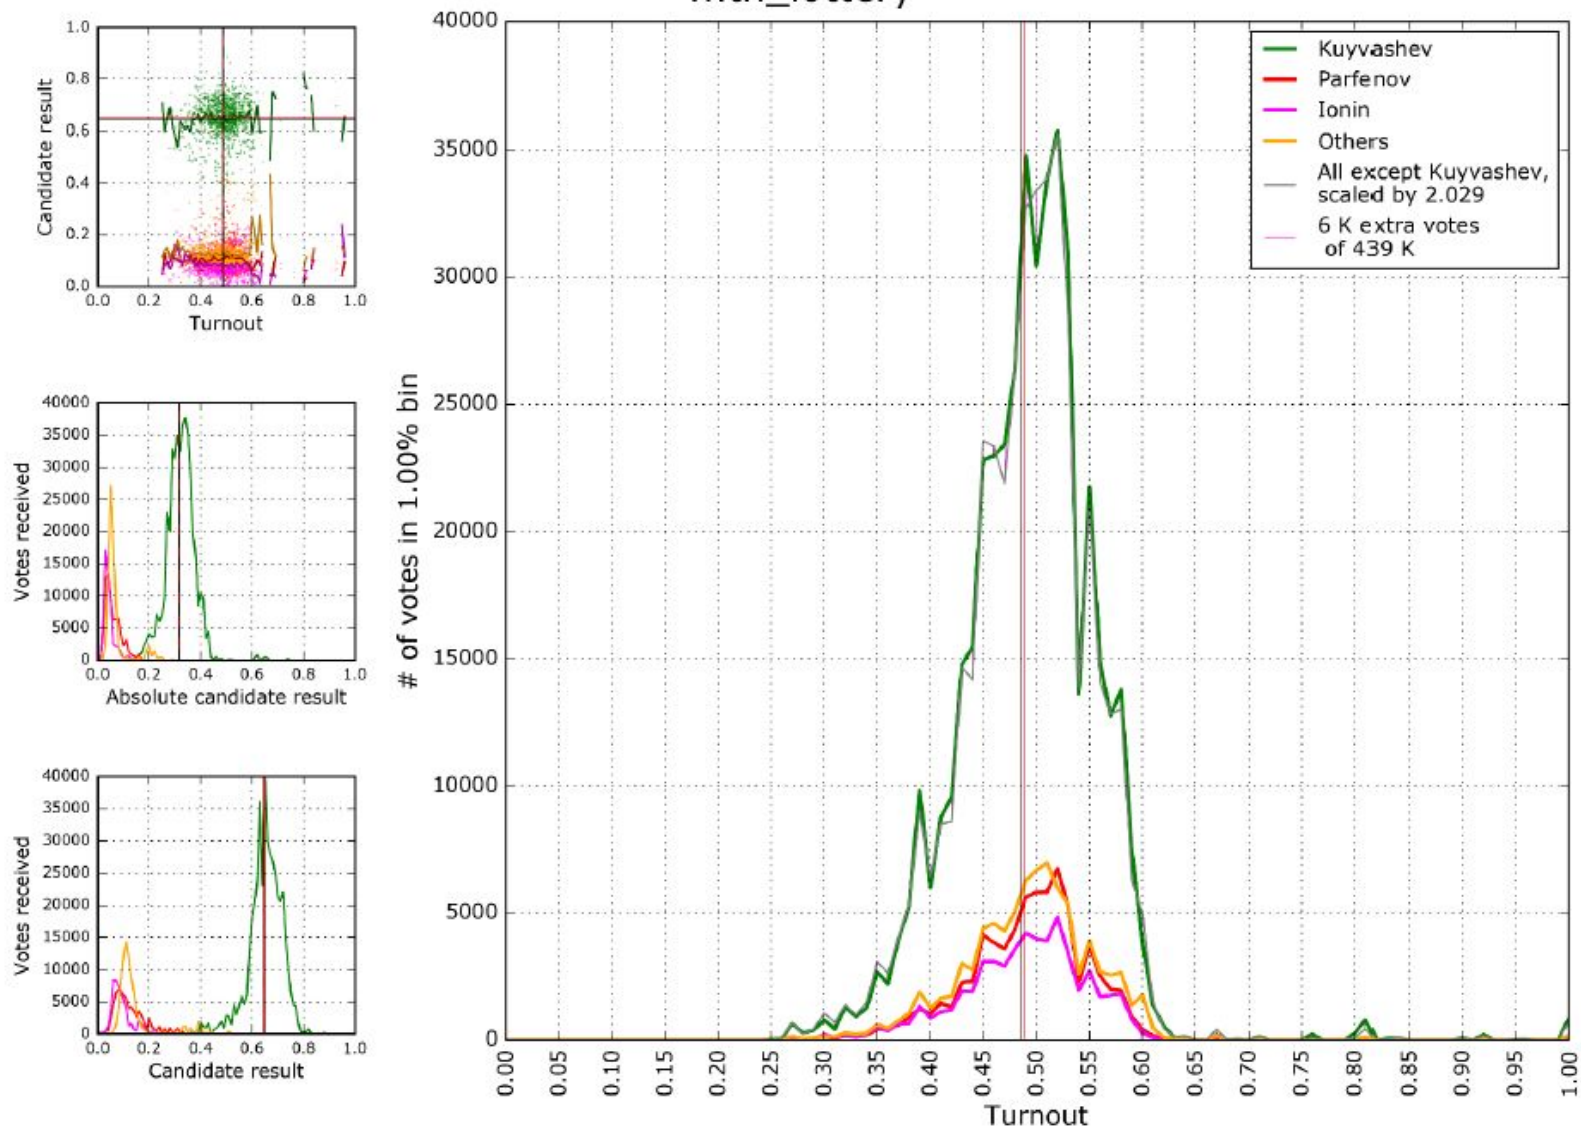 1.0
0.8
0.6
0.4
0.2
0.0
Candidate result
0.0 0.2 0.4 0.6 0.8 1.0
Turnout
40000
35000
30000
25000
20000
15000
10000
5000
0
Votes received
0.0 0.2 0.4 0.6 0.8 1.0
Absolute candidate result
40000
35000
30000
25000
20000
15000
10000
5000
0
Votes received
0.0 0.2 0.4 0.6 0.8 1.0
Candidate result
40000
35000
30000
25000
20000
15000
10000
5000
0
# of votes in 1.00% bin
Kuyvashev
Parfenov
Ionin
Others
All except Kuyvashev,
scaled by 2.029
6 K extra votes
of 439 K
0.00 0.05 0.10 0.15 0.20 0.25 0.30 0.35 0.40 0.45 0.50 0.55 0.60 0.65 0.70 0.75 0.80 0.85 0.90 0.95 1.00
Turnout